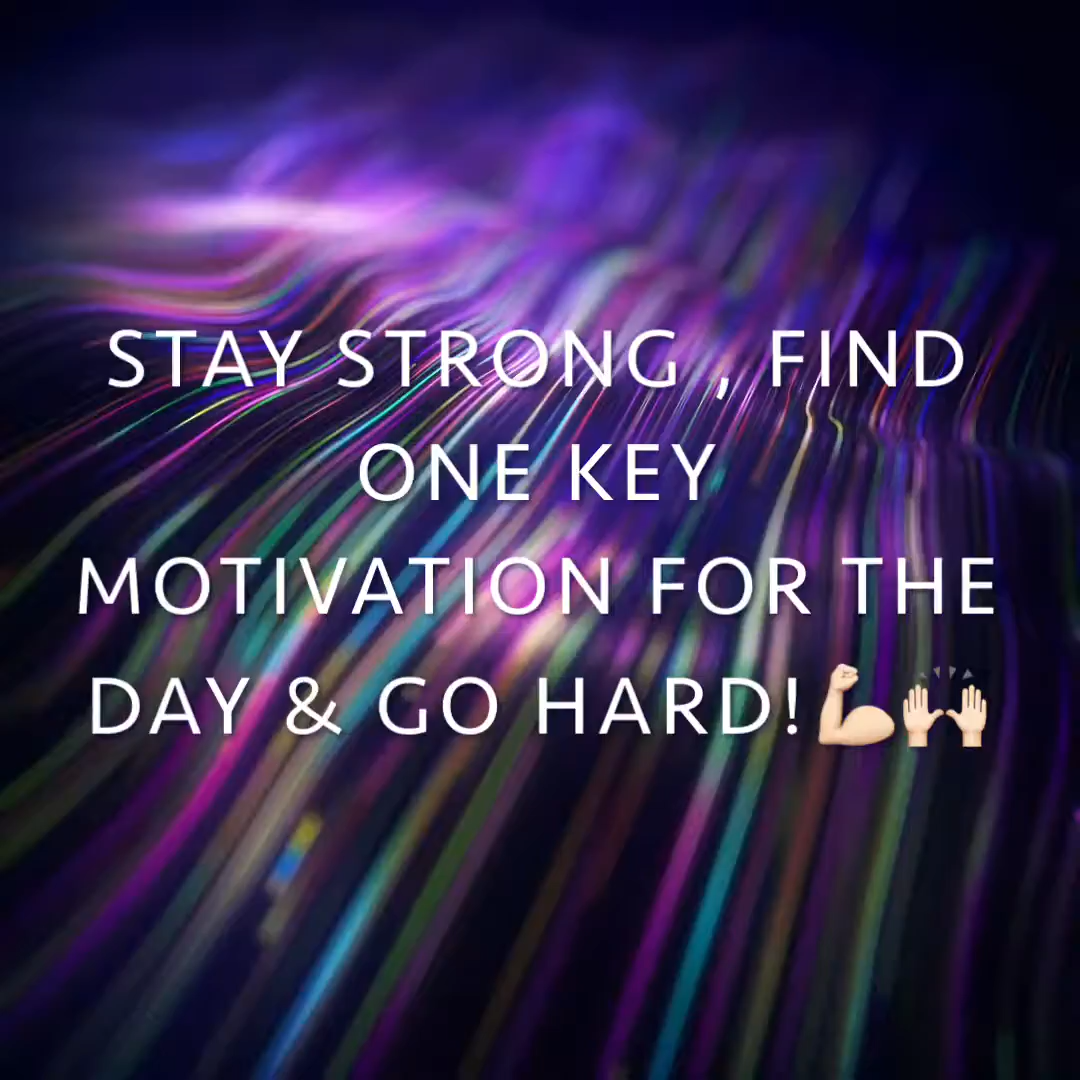 STAY STRONG , FIND
ONE KEY
MOTIVATION FOR THE
DAY & GO HARD!💪🏻🙌🏻